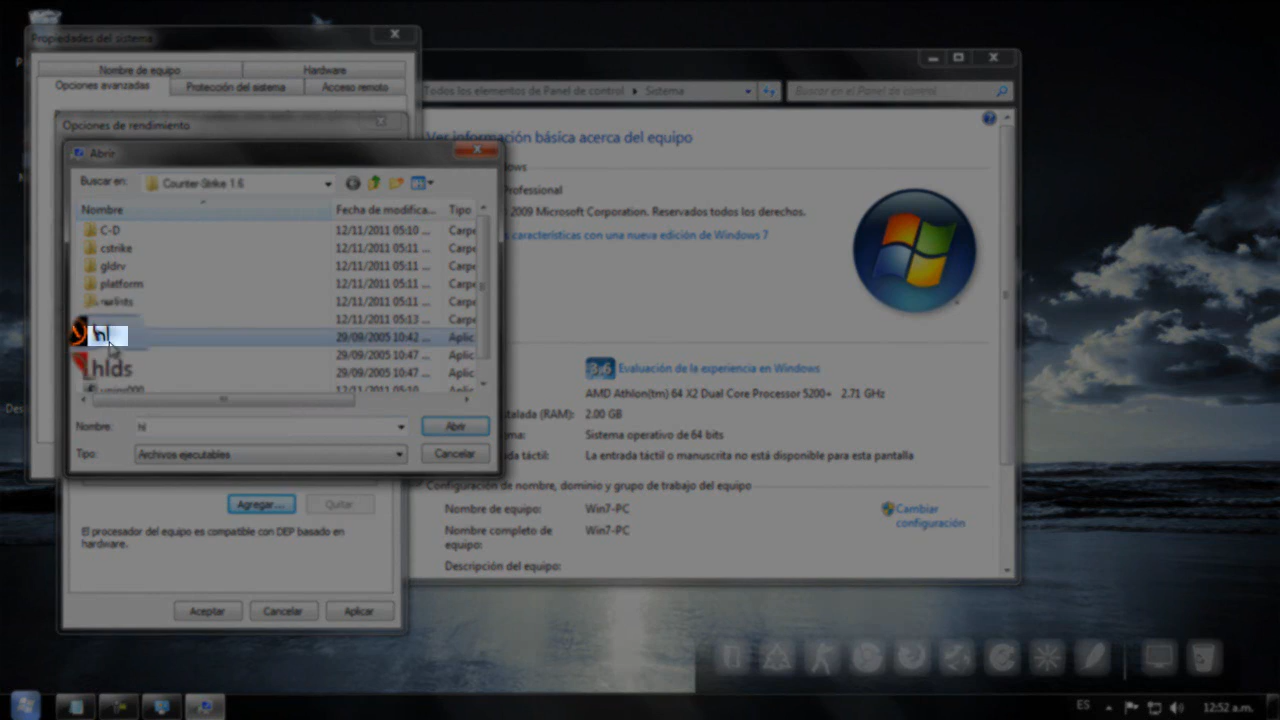 Propiedades del sistema
Nombre de equipo
Hardware
Opciones avanzadas
Protección del sistema
Acceso remoto
Todos los elementos de Panel de control
Sistema
Buscar en el Panel de control
Opciones de rendimiento
Ver información básica acerca del equipo
Abrir
Professional
2009 Microsoft Corporation. Reservados todos los derechos.
características con una nueva edición de Windows 7
Buscar en:
Counter-Strike 1.6
Nombre
Fecha de modifica...
Tipo
C-D
12/11/2011 05:10 ...
Carpe
cstrike
12/11/2011 05:11 ...
Carpe
gldrv
12/11/2011 05:11 ...
Carpe
platform
12/11/2011 05:11 ...
Carpe
12/11/2011 05:11 ...
Carpe
12/11/2011 05:13 ...
Carpe
hl
29/09/2005 10:42 ...
Aplic
29/09/2005 10:47 ...
Aplic
hlds
29/09/2005 10:47 ...
Aplic
unins000
12/11/2011 05:10
Aplic
Nombre:
hl
Abrir
Tipo:
Archivos ejecutables
Cancelar
3,6
Evaluación de la experiencia en Windows
AMD Athlon(tm) 64 X2 Dual Core Processor 5200+ 2.71 GHz
(RAM):
2.00 GB
Sistema operativo de 64 bits
táctil:
La entrada táctil o manuscrita no está disponible para esta pantalla
Configuración de nombre, dominio y grupo de trabajo del equipo
Nombre de equipo:
Win7-PC
Cambiar
configuración
Nombre completo de
equipo:
Win7-PC
Descripción del equipo:
Agregar...
Quitar
El procesador del equipo es compatible con DEP basado en
hardware.
Aceptar
Cancelar
Aplicar
ES
12:52 a.m.